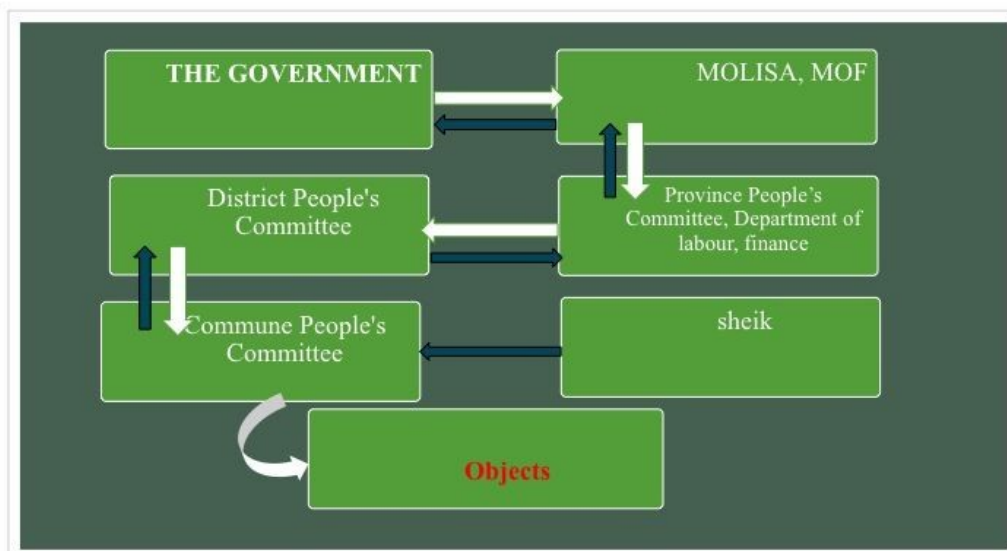 THE GOVERNMENT
MOLISA, MOF
District People's
Committee
Province People’s
Committee, Department of
labour, finance
Commune People's
Committee
sheik
Objects